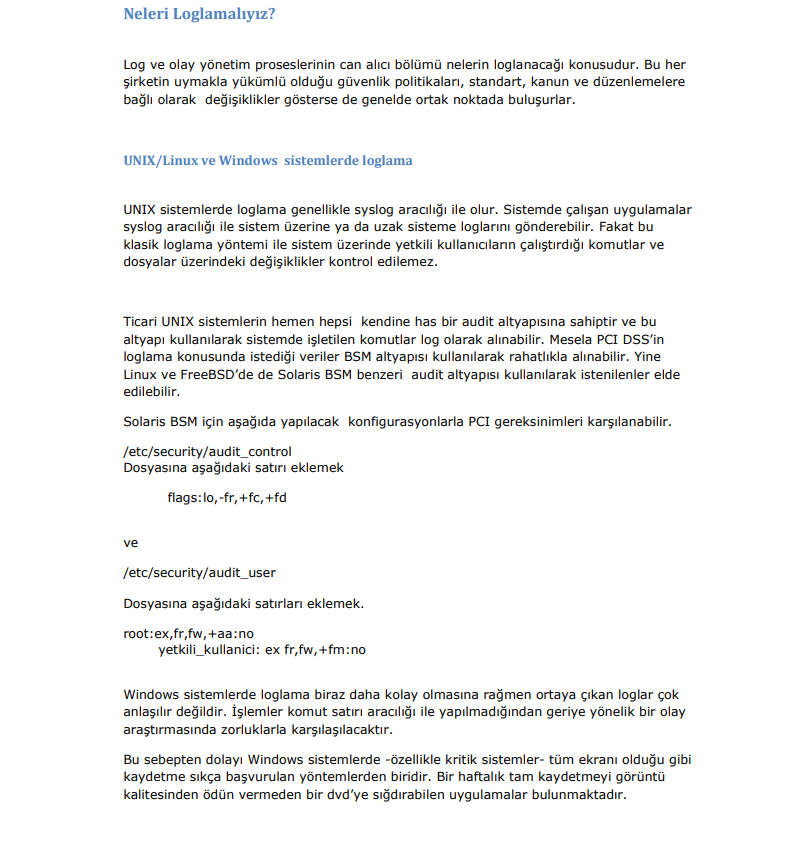 Neleri Loglamalıyız?
Log ve olay yönetim proseslerinin can alıcı bölümü nelerin loglanacağı konusudur. Bu her
şirketin uymakla yükümlü olduğu güvenlik politikaları, standart, kanun ve düzenlemelere
bağlı olarak  değişiklikler gösterse de genelde ortak noktada buluşurlar.
UNIX/Linux ve Windows  sistemlerde loglama
UNIX sistemlerde loglama genellikle syslog aracılığı ile olur. Sistemde çalışan uygulamalar
syslog aracılığı ile sistem üzerine ya da uzak sisteme loglarını gönderebilir. Fakat bu
klasik loglama yöntemi ile sistem üzerinde yetkili kullanıcıların çalıştırdığı komutlar ve
dosyalar üzerindeki değişiklikler kontrol edilemez.
Ticari UNIX sistemlerin hemen hepsi  kendine has bir audit altyapısına sahiptir ve bu
altyapı kullanılarak sistemde işletilen komutlar log olarak alınabilir. Mesela PCI DSS’in
loglama konusunda istediği veriler BSM altyapısı kullanılarak rahatlıkla alınabilir. Yine
Linux ve FreeBSD’de de Solaris BSM benzeri  audit altyapısı kullanılarak istenilenler elde
edilebilir.
Solaris BSM için aşağıda yapılacak  konfigurasyonlarla PCI gereksinimleri karşılanabilir.
/etc/security/audit_control
Dosyasına aşağıdaki satırı eklemek
flags:lo,-fr,+fc,+fd
ve
/etc/security/audit_user
Dosyasına aşağıdaki satırları eklemek.
root:ex,fr,fw,+aa:no
yetkili_kullanici: ex fr,fw,+fm:no
Windows sistemlerde loglama biraz daha kolay olmasına rağmen ortaya çıkan loglar çok
anlaşılır değildir. İşlemler komut satırı aracılığı ile yapılmadığından geriye yönelik bir olay
araştırmasında zorluklarla karşılaşılacaktır.
Bu sebepten dolayı Windows sistemlerde -özellikle kritik sistemler- tüm ekranı olduğu gibi
kaydetme sıkça başvurulan yöntemlerden biridir. Bir haftalık tam kaydetmeyi görüntü
kalitesinden ödün vermeden bir dvd’ye sığdırabilen uygulamalar bulunmaktadır.